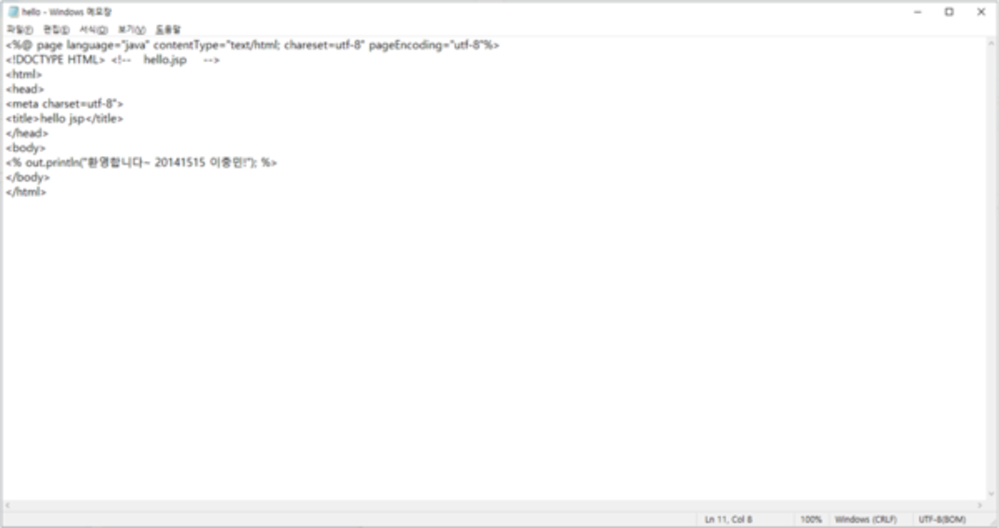 hello - Windows 메모장
파일(F) 편집(E) 서식(O) 보기(V) 도움말
<%@ page language="java" contentType="text/html; chareset=utf-8" pageEncoding="utf-8"%>
<!DOCTYPE HTML> <!-- hello.jsp -->
<html>
<head>
<meta charset=utf-8">
<title>hello jsp</title>
</head>
<body>
<% out.println("환영합니다~ 20141515 이충민!"); %>
</body>
</html>
Ln 11, Col 8 100% Windows (CRLF) UTF-8(BOM)